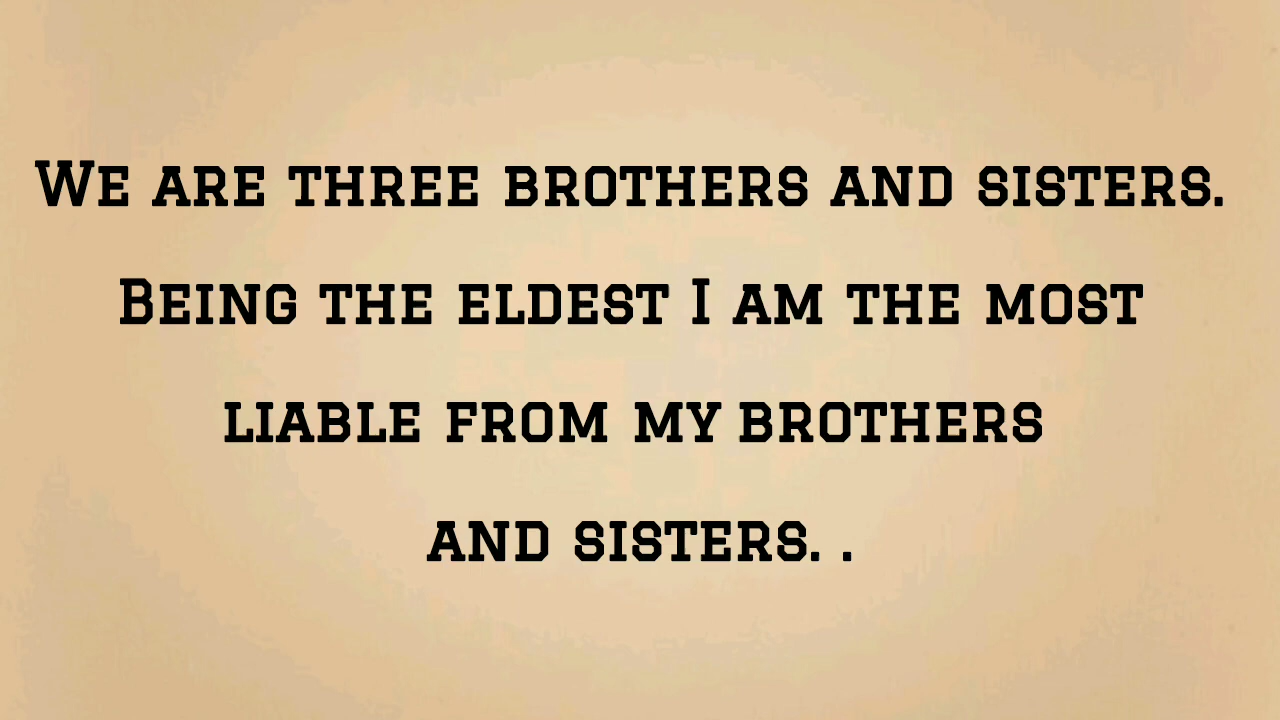 We are three brothers and sisters.
Being the eldest I am the most
liable from my brothers
and sisters. .